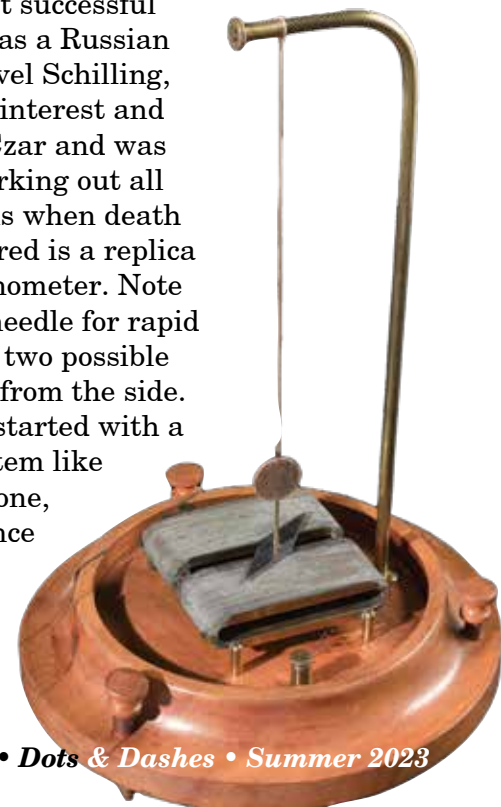 t successful
as a Russian
vel Schilling,
interest and
Czar and was
rking out all
s when death
red is a replica
nometer. Note
needle for rapid
two possible
from the side.
started with a
tem like
one,
nce
• Dots & Dashes • Summer 2023